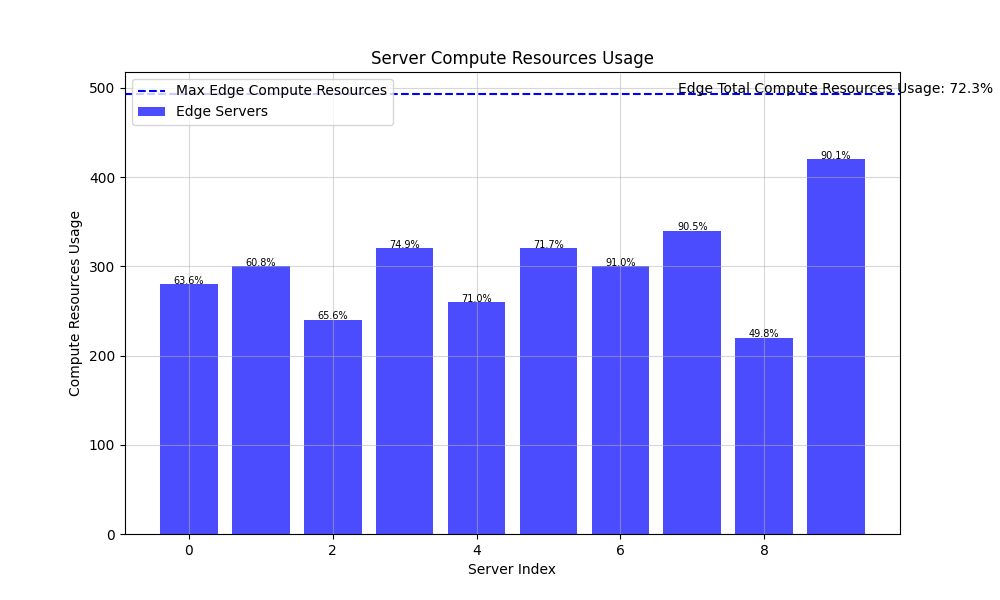 Server Compute Resources Usage
Max Edge Compute Resources
Edge Servers
Edge Total Compute Resources Usage: 72.3%
Compute Resources Usage
500
400
300
200
100
0
63.6%
60.8%
65.6%
74.9%
71.0%
71.7%
91.0%
90.5%
49.8%
90.1%
0 2 4 6 8
Server Index